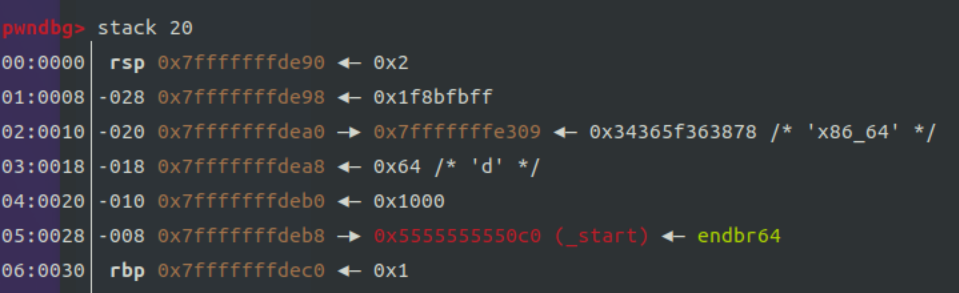 pwndbg> stack 20
00:0000│ rsp 0x7fffffffde90 ◂— 0x2
01:0008│-028 0x7fffffffde98 ◂— 0x1f8bfbff
02:0010│-020 0x7fffffffdea0 —▸ 0x7fffffffe309 ◂— 0x34365f363878 /* 'x86_64' */
03:0018│-018 0x7fffffffdea8 ◂— 0x64 /* 'd' */
04:0020│-010 0x7fffffffdeb0 ◂— 0x1000
05:0028│-008 0x7fffffffdeb8 —▸ 0x5555555550c0 (_start) ◂— endbr64
06:0030│ rbp 0x7fffffffdec0 ◂— 0x1